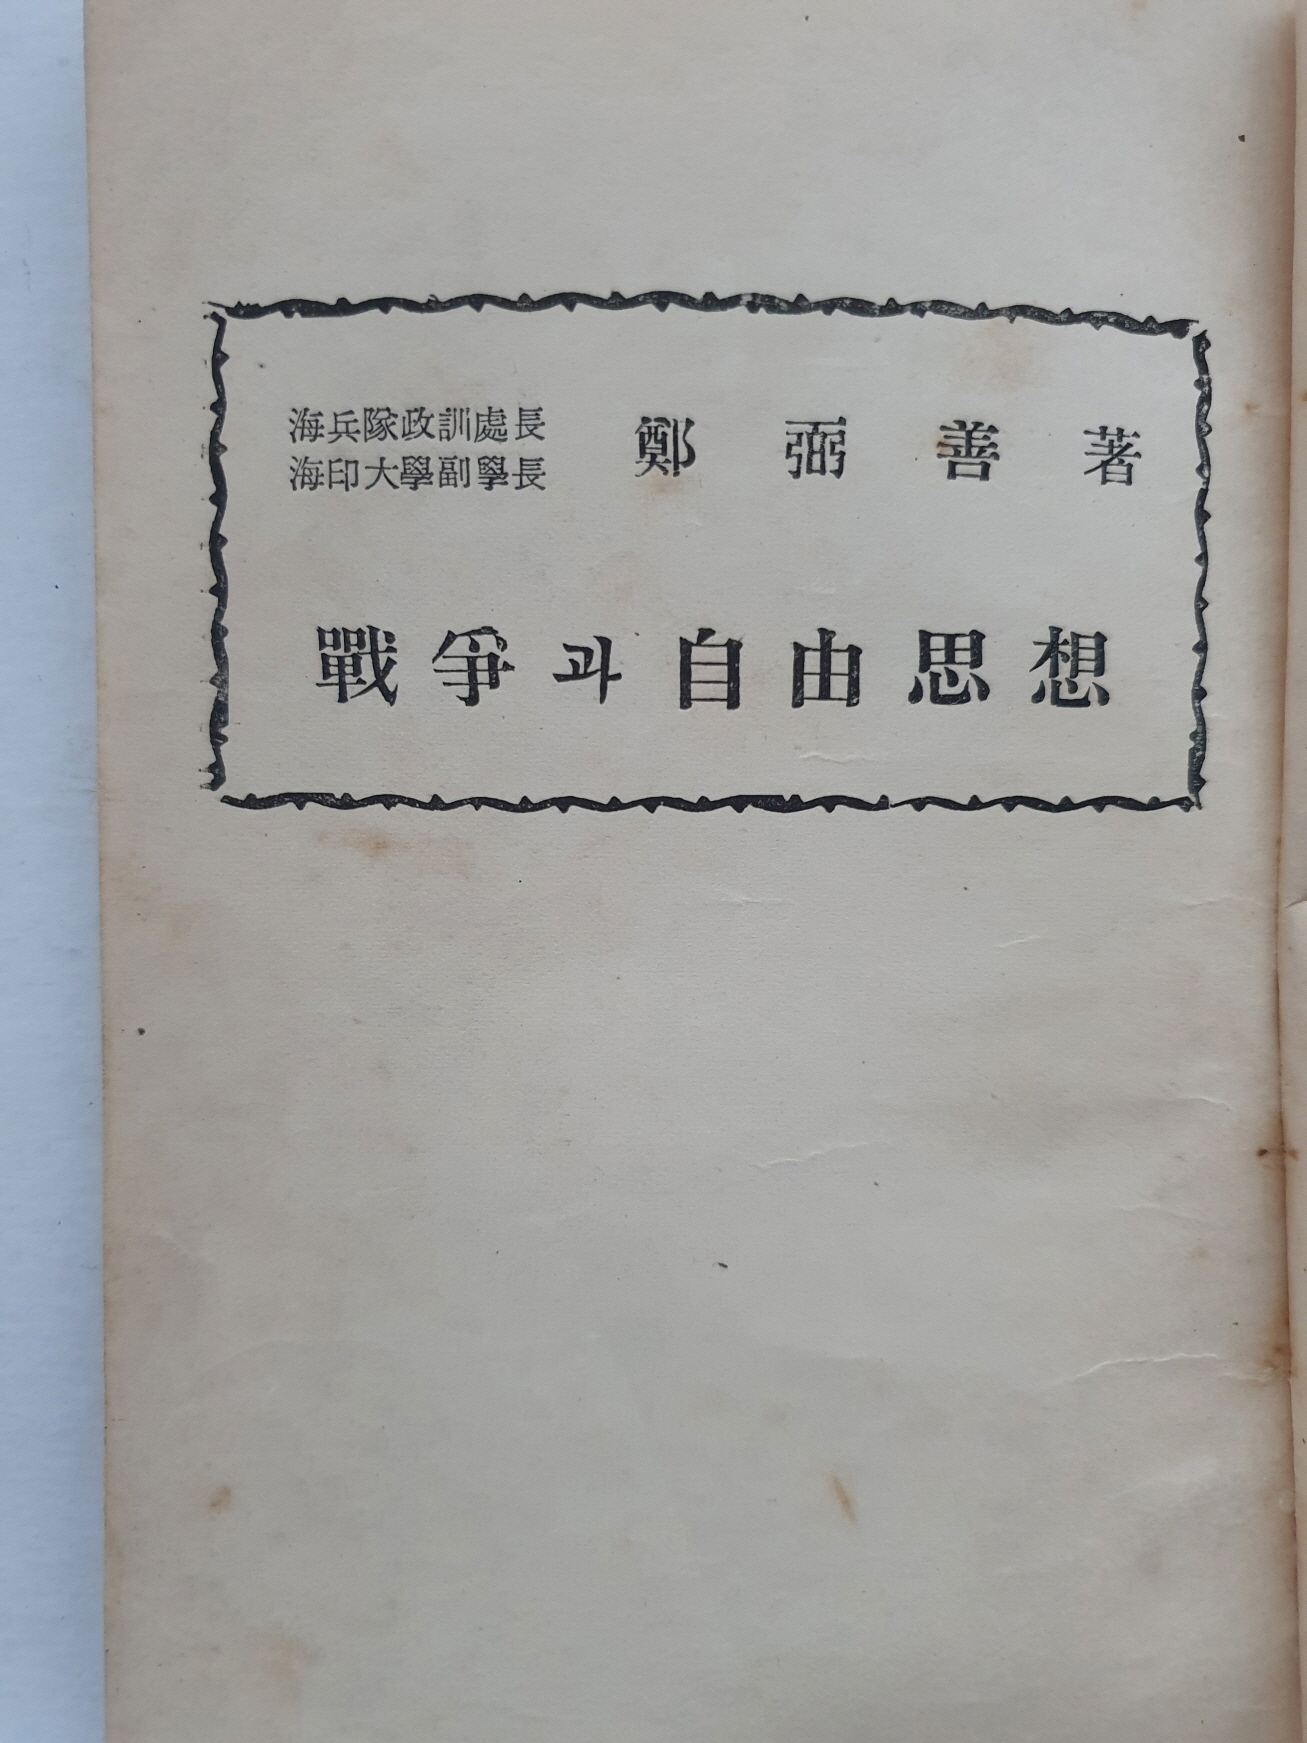 海兵隊政訓處長
海印大學副學長
鄭弼善著
戰爭과自由思想